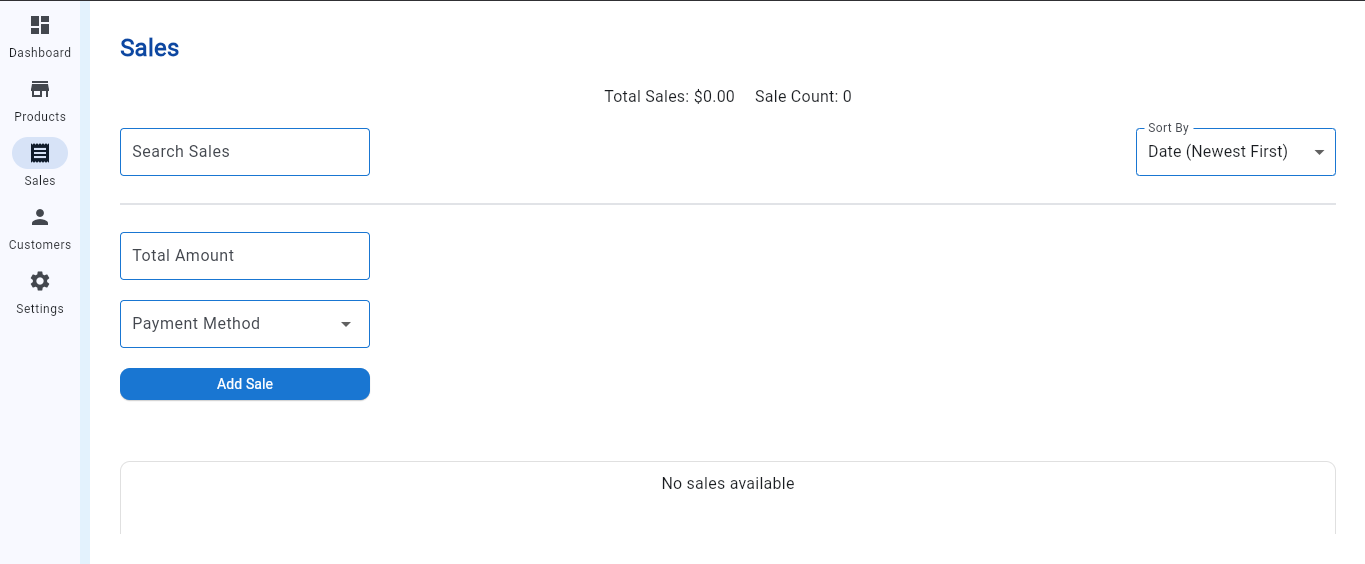 Dashboard
Products
Sales
Customers
Settings
Sales
Total Sales: $0.00 Sale Count: 0
Search Sales
Sort By
Date (Newest First)
Total Amount
Payment Method
Add Sale
No sales available